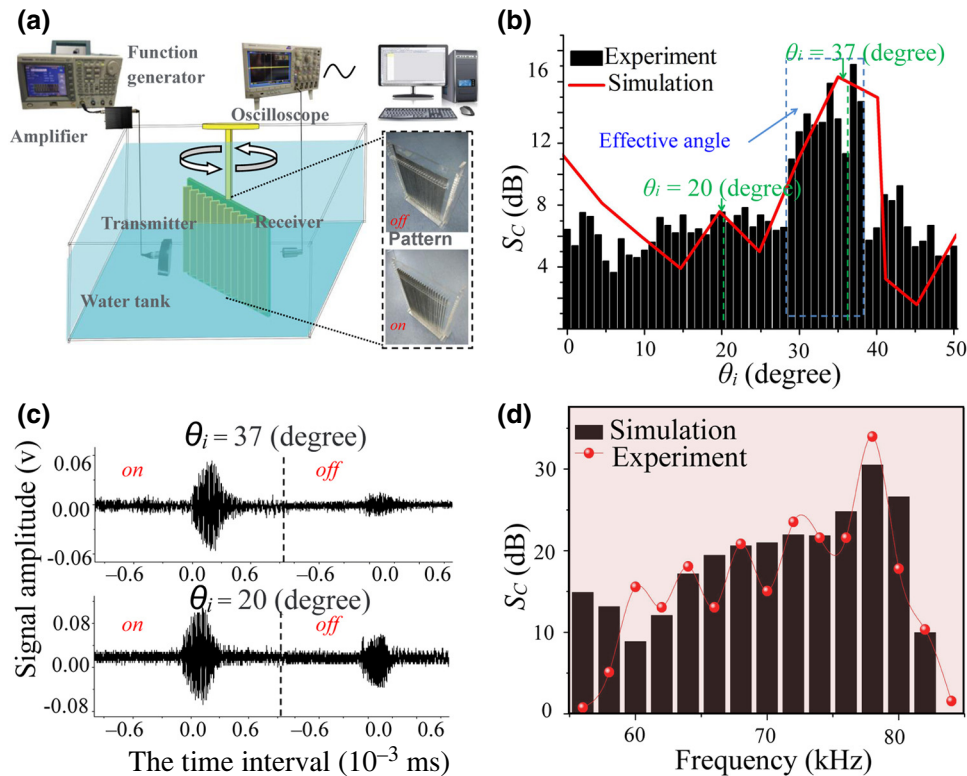 (a)
Function
generator
Oscilloscope
Amplifier
Transmitter
Receiver
Water tank
off
Pattern
on
(b)
Experiment
Simulation
θi = 37 (degree)
Effective angle
θi = 20 (degree)
SC (dB)
16
12
8
4
0 10 20 30 40 50
θi (degree)
(c)
θi = 37 (degree)
on off
0.06
0.00
-0.06
−0.6 0.0 0.6 −0.6 0.0 0.6
θi = 20 (degree)
on off
0.08
0.00
-0.08
−0.6 0.0 0.6 −0.6 0.0 0.6
Signal amplitude (v)
The time interval (10–3 ms)
(d)
Simulation
Experiment
SC (dB)
30
20
10
0
60 70 80
Frequency (kHz)